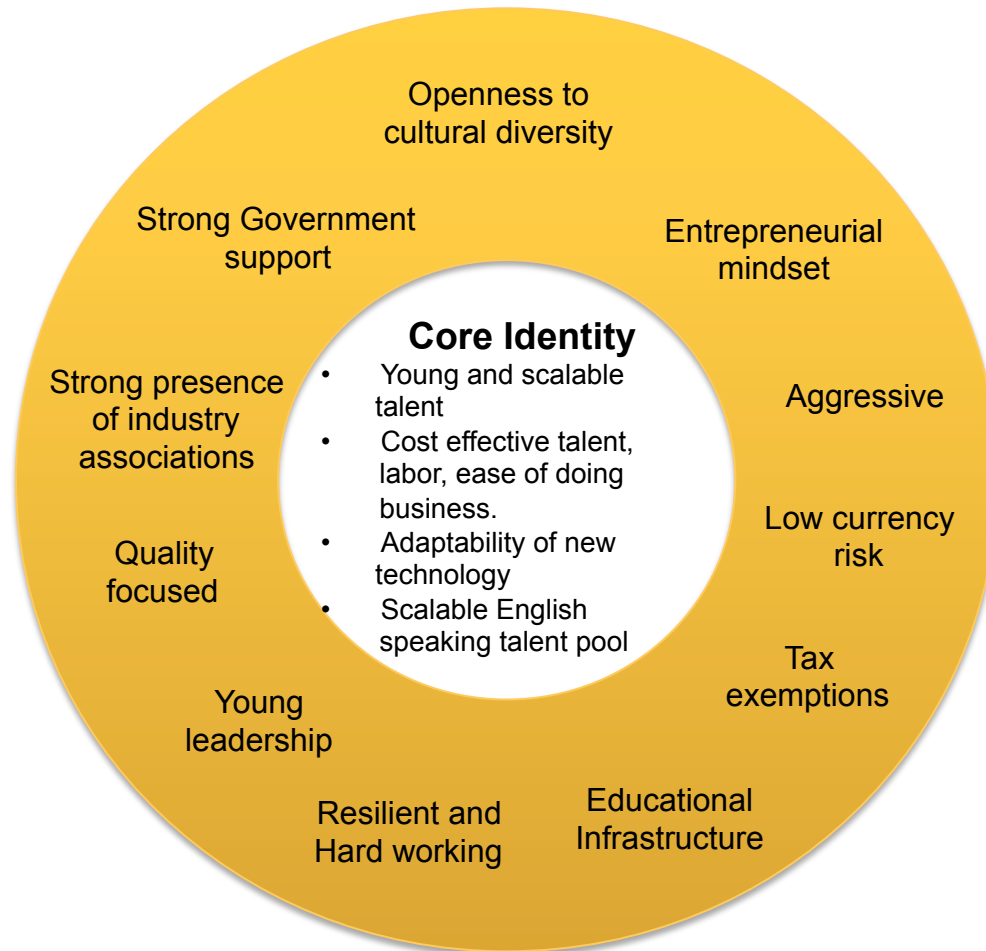 Openness to
cultural diversity
Strong Government
support
Entrepreneurial
mindset
Core Identity
• Young and scalable
talent
• Cost effective talent,
labor, ease of doing
business.
• Adaptability of new
technology
• Scalable English
speaking talent pool
Strong presence
of industry
associations
Aggressive
Low currency
risk
Quality
focused
Tax
exemptions
Young
leadership
Educational
Infrastructure
Resilient and
Hard working